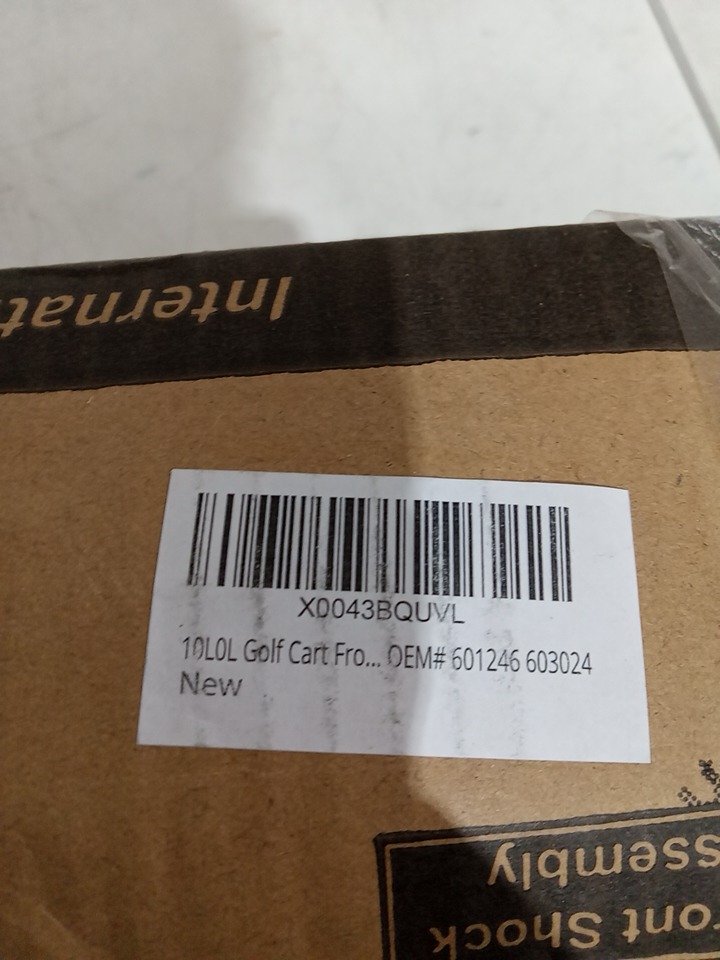 Internat
X0043BQUVL
10L0L Golf Cart Fro... OEM# 601246 603024
New
ront Shock
ssembly